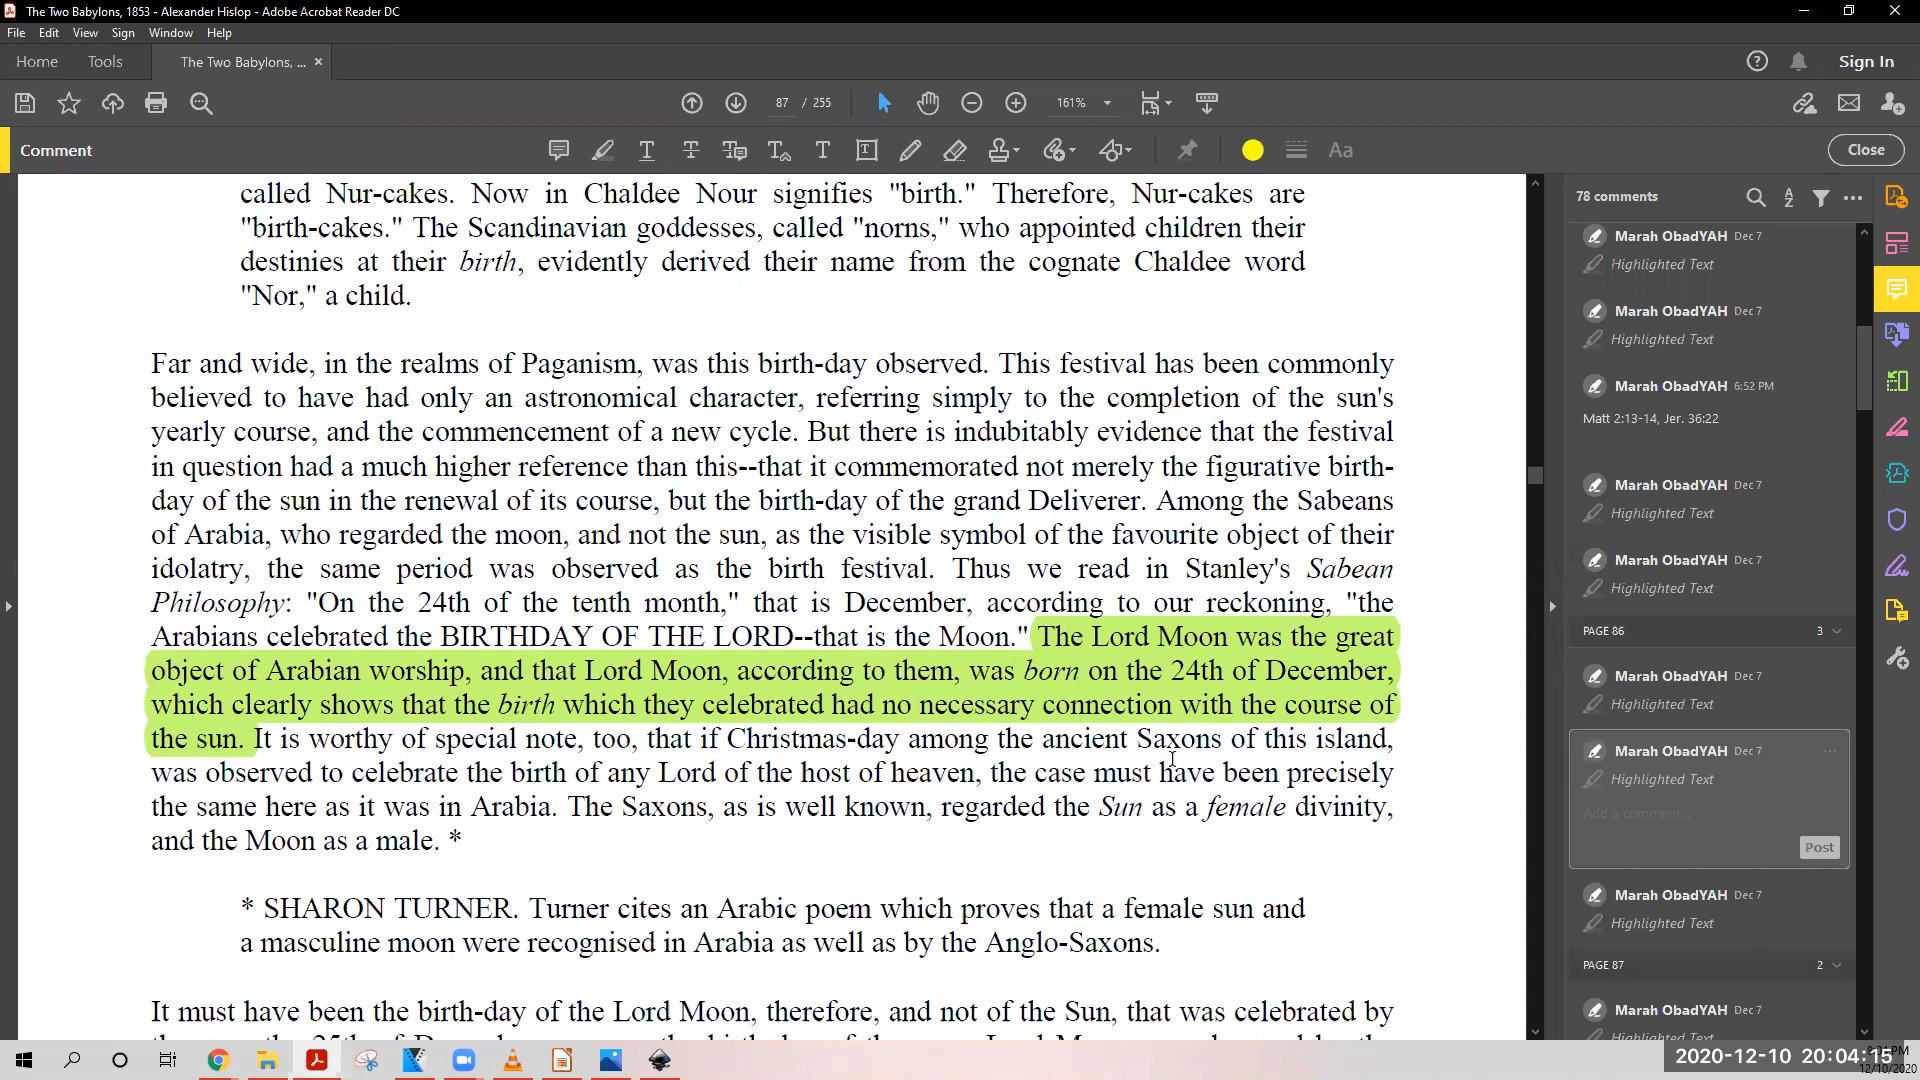 The Two Babylons, 1853 - Alexander Hislop - Adobe Acrobat Reader DC
File Edit View Sign Window Help
Home Tools The Two Babylons, ... × Sign In
87 / 255 161%
Comment Close
called Nur-cakes. Now in Chaldee Nour signifies "birth." Therefore, Nur-cakes are
"birth-cakes." The Scandinavian goddesses, called "norns," who appointed children their
destinies at their birth, evidently derived their name from the cognate Chaldee word
"Nor," a child.
Far and wide, in the realms of Paganism, was this birth-day observed. This festival has been commonly
believed to have had only an astronomical character, referring simply to the completion of the sun's
yearly course, and the commencement of a new cycle. But there is indubitably evidence that the festival
in question had a much higher reference than this--that it commemorated not merely the figurative birth-
day of the sun in the renewal of its course, but the birth-day of the grand Deliverer. Among the Sabeans
of Arabia, who regarded the moon, and not the sun, as the visible symbol of the favourite object of their
idolatry, the same period was observed as the birth festival. Thus we read in Stanley's Sabean
Philosophy: "On the 24th of the tenth month," that is December, according to our reckoning, "the
Arabians celebrated the BIRTHDAY OF THE LORD--that is the Moon." The Lord Moon was the great
object of Arabian worship, and that Lord Moon, according to them, was born on the 24th of December,
which clearly shows that the birth which they celebrated had no necessary connection with the course of
the sun. It is worthy of special note, too, that if Christmas-day among the ancient Saxons of this island,
was observed to celebrate the birth of any Lord of the host of heaven, the case must have been precisely
the same here as it was in Arabia. The Saxons, as is well known, regarded the Sun as a female divinity,
and the Moon as a male. *
* SHARON TURNER. Turner cites an Arabic poem which proves that a female sun and
a masculine moon were recognised in Arabia as well as by the Anglo-Saxons.
It must have been the birth-day of the Lord Moon, therefore, and not of the Sun, that was celebrated by
78 comments
Marah ObadYAH Dec 7
Highlighted Text
Marah ObadYAH Dec 7
Highlighted Text
Marah ObadYAH 6:52 PM
Matt 2:13-14, Jer. 36:22
Marah ObadYAH Dec 7
Highlighted Text
Marah ObadYAH Dec 7
Highlighted Text
PAGE 86 3
Marah ObadYAH Dec 7
Highlighted Text
Marah ObadYAH Dec 7
Highlighted Text
Add a comment...
Post
Marah ObadYAH Dec 7
Highlighted Text
PAGE 87 2
Marah ObadYAH Dec 7
Highlighted Text
2020-12-10 20:04:15
12/10/2020